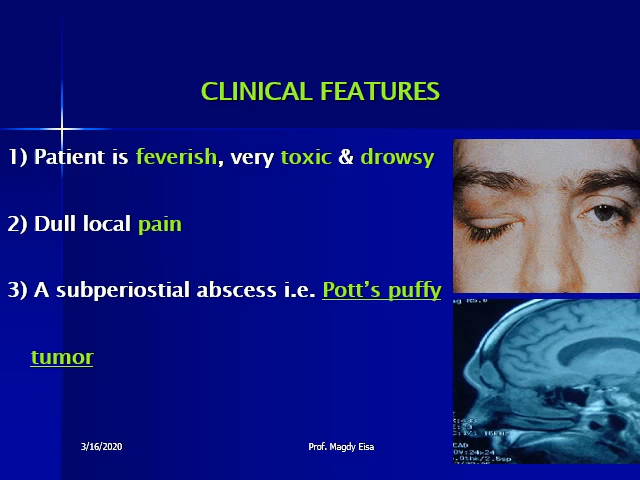 CLINICAL FEATURES
1) Patient is feverish, very toxic & drowsy
2) Dull local pain
3) A subperiostial abscess i.e. Pott's puffy
tumor
3/16/2020
Prof. Magdy Eisa